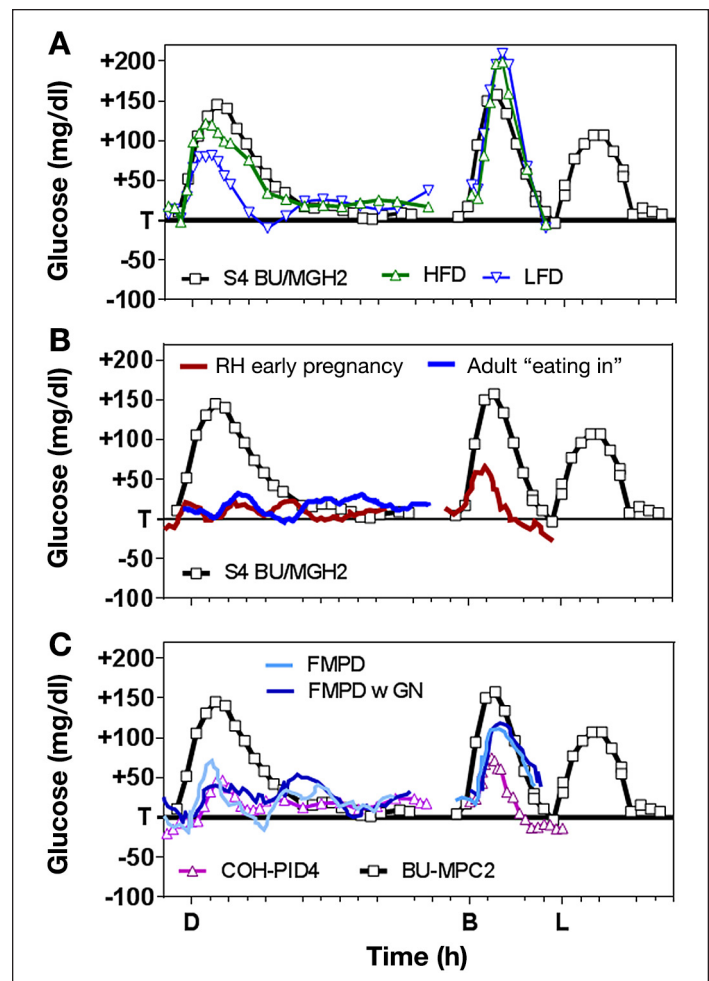 A
Glucose (mg/dl)
+200
+150
+100
+50
T
-50
-100
S4 BU/MGH2
HFD
LFD
B
Glucose (mg/dl)
+200
+150
+100
+50
T
-50
-100
RH early pregnancy
Adult “eating in”
S4 BU/MGH2
C
Glucose (mg/dl)
+200
+150
+100
+50
T
-50
-100
FMPD
FMPD w GN
COH-PID4
BU-MPC2
D B L
Time (h)